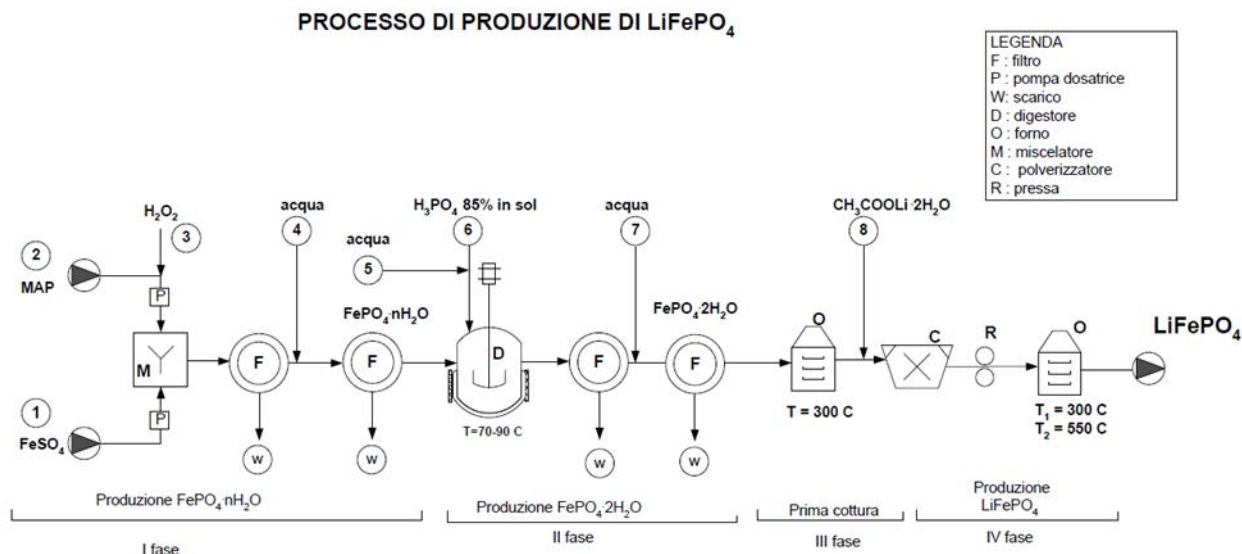 PROCESSO DI PRODUZIONE DI LiFePO₄
LEGENDA
F : filtro
P : pompa dosatrice
W: scarico
D : digestore
O : forno
M : miscelatore
C : polverizzatore
R : pressa
H₂O₂
3
acqua
4
H₃PO₄ 85% in sol
6
acqua
7
CH₃COOLi·2H₂O
8
2
MAP
P
acqua
5
FePO₄·nH₂O
FePO₄·2H₂O
LiFePO₄
M
F
F
D
F
F
O
C
R
O
1
FeSO₄
P
T=70-90 C
T = 300 C
T₁ = 300 C
T₂ = 550 C
W
W
W
W
Produzione FePO₄·nH₂O
Produzione FePO₄·2H₂O
Prima cottura
Produzione
LiFePO₄
I fase
II fase
III fase
IV fase